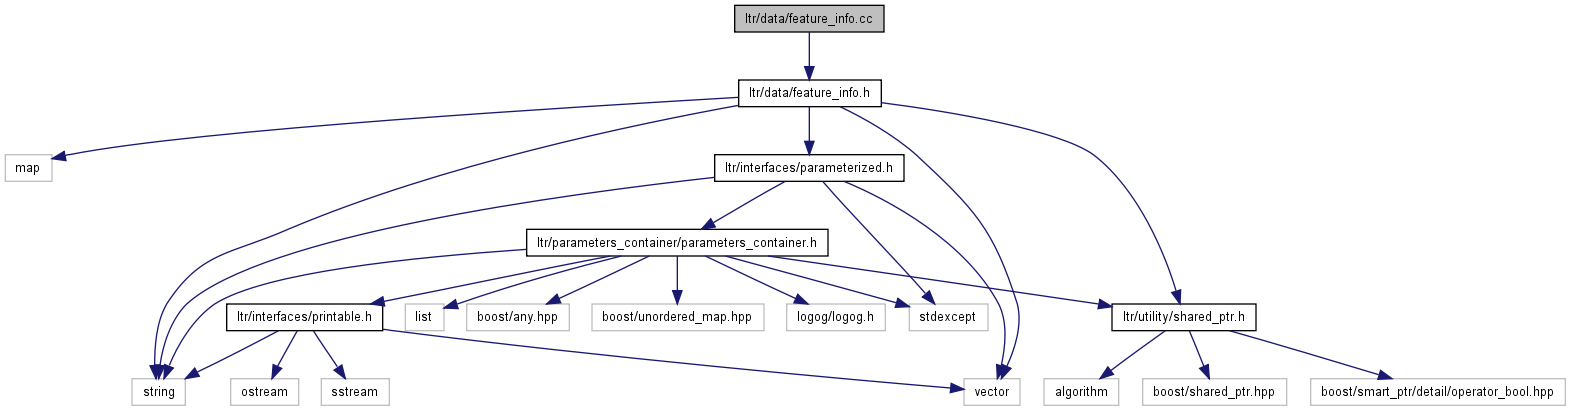 ltr/data/feature_info.cc
ltr/data/feature_info.h
map
ltr/interfaces/parameterized.h
ltr/parameters_container/parameters_container.h
ltr/interfaces/printable.h
list
boost/any.hpp
boost/unordered_map.hpp
logog/logog.h
stdexcept
ltr/utility/shared_ptr.h
string
ostream
sstream
vector
algorithm
boost/shared_ptr.hpp
boost/smart_ptr/detail/operator_bool.hpp